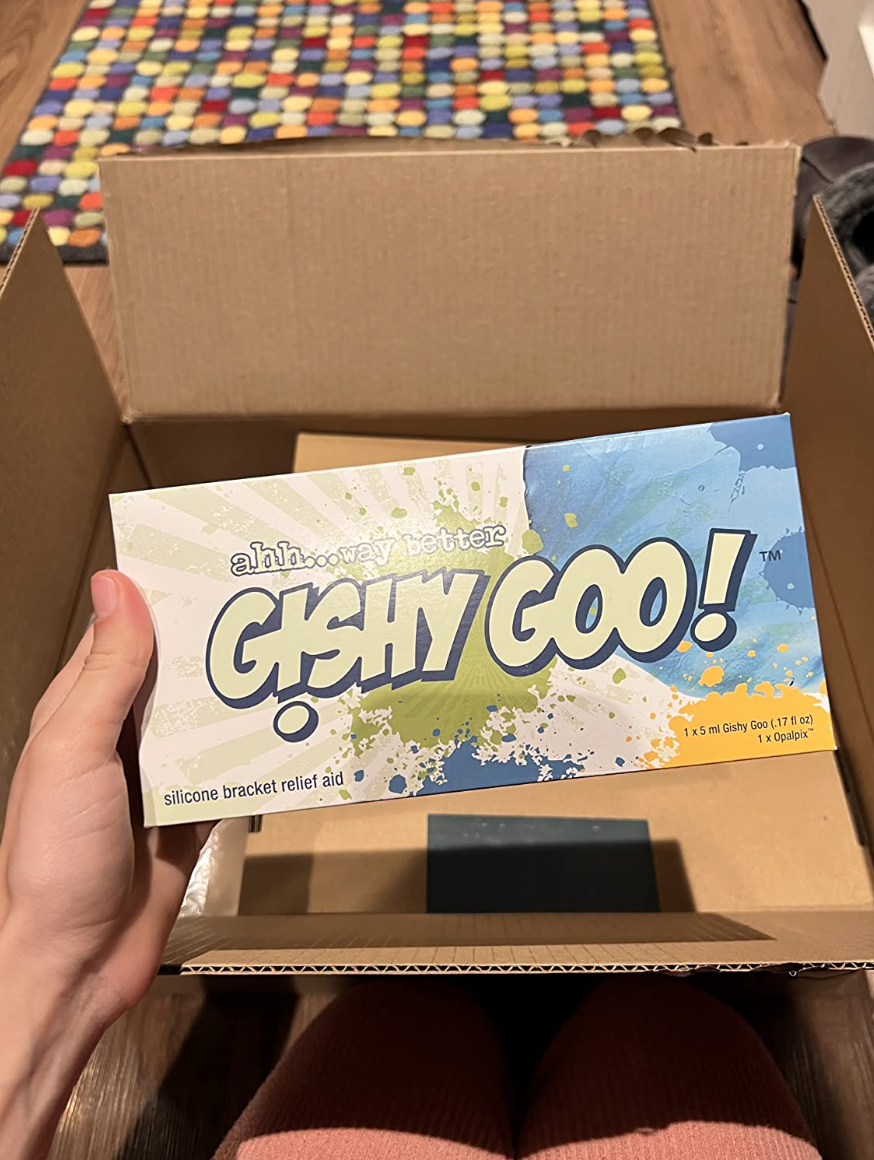 ahh...way better
GISHY GOO! ™
1 x 5 ml Gishy Goo (.17 fl oz)
1 x Opalpix™
silicone bracket relief aid